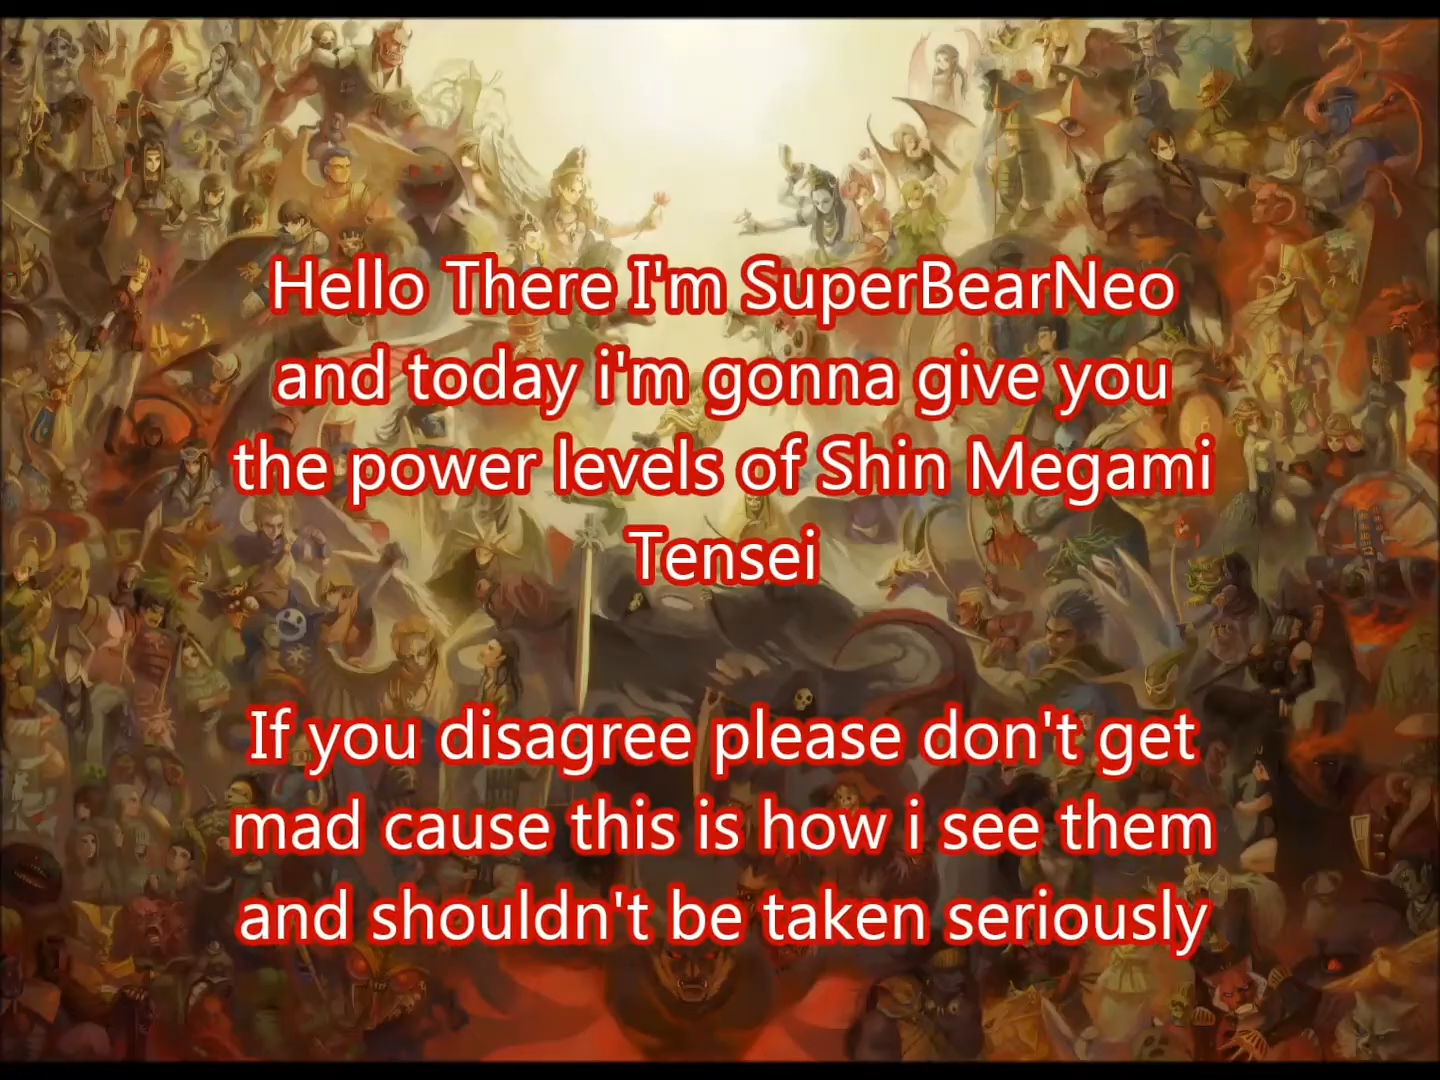 Hello There I'm SuperBearNeo
and today i'm gonna give you
the power levels of Shin Megami
Tensei
If you disagree please don't get
mad cause this is how i see them
and shouldn't be taken seriously